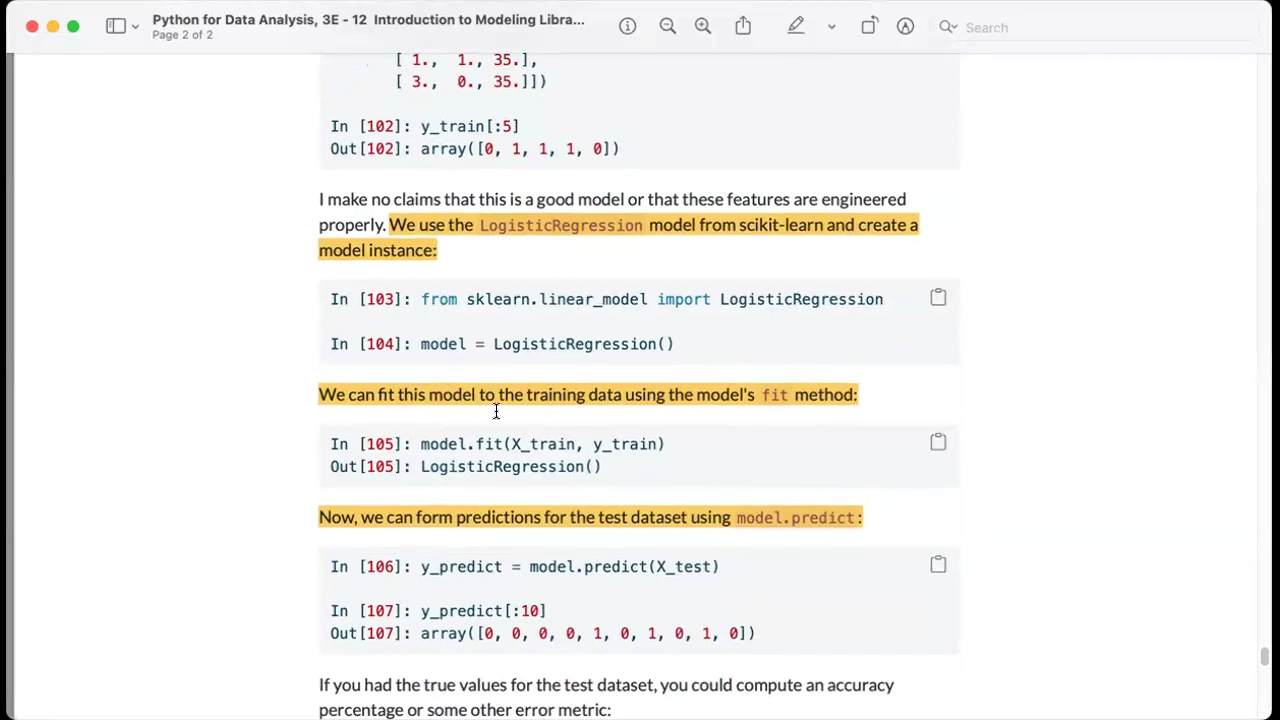 Python for Data Analysis, 3E - 12 Introduction to Modeling Libra...
Page 2 of 2
Search
[ 1., 1., 35.],
[ 3., 0., 35.]])
In [102]: y_train[:5]
Out[102]: array([0, 1, 1, 1, 0])
I make no claims that this is a good model or that these features are engineered
properly. We use the LogisticRegression model from scikit-learn and create a
model instance:
In [103]: from sklearn.linear_model import LogisticRegression
In [104]: model = LogisticRegression()
We can fit this model to the training data using the model's fit method:
In [105]: model.fit(X_train, y_train)
Out[105]: LogisticRegression()
Now, we can form predictions for the test dataset using model.predict:
In [106]: y_predict = model.predict(X_test)
In [107]: y_predict[:10]
Out[107]: array([0, 0, 0, 0, 1, 0, 1, 0, 1, 0])
If you had the true values for the test dataset, you could compute an accuracy
percentage or some other error metric: